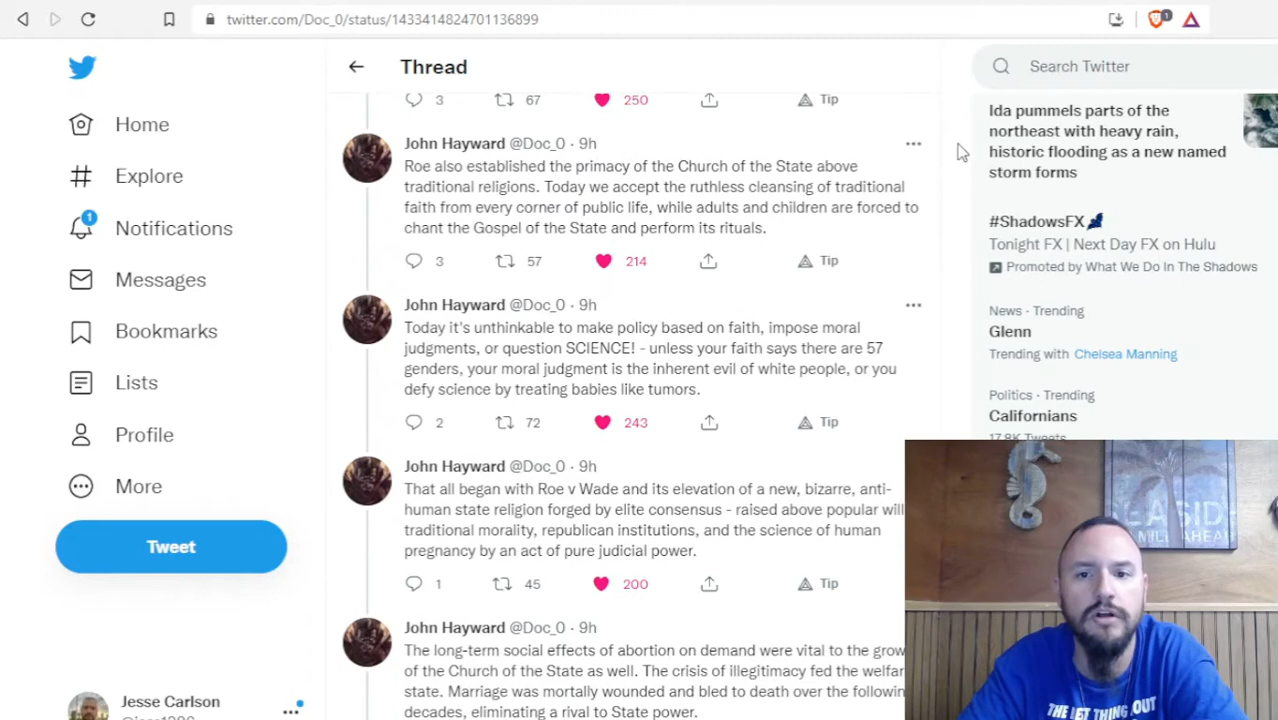 twitter.com/Doc_0/status/1433414824701136899
1
Thread
Search Twitter
Home
Explore
1
Notifications
Messages
Bookmarks
Lists
Profile
More
Tweet
Jesse Carlson
3 67 250 Tip
John Hayward @Doc_0 · 9h
Roe also established the primacy of the Church of the State above
traditional religions. Today we accept the ruthless cleansing of traditional
faith from every corner of public life, while adults and children are forced to
chant the Gospel of the State and perform its rituals.
3 57 214 Tip
John Hayward @Doc_0 · 9h
Today it's unthinkable to make policy based on faith, impose moral
judgments, or question SCIENCE! - unless your faith says there are 57
genders, your moral judgment is the inherent evil of white people, or you
defy science by treating babies like tumors.
2 72 243 Tip
John Hayward @Doc_0 · 9h
That all began with Roe v Wade and its elevation of a new, bizarre, anti-
human state religion forged by elite consensus - raised above popular will
traditional morality, republican institutions, and the science of human
pregnancy by an act of pure judicial power.
1 45 200 Tip
John Hayward @Doc_0 · 9h
The long-term social effects of abortion on demand were vital to the grow
of the Church of the State as well. The crisis of illegitimacy fed the welfar
state. Marriage was mortally wounded and bled to death over the followin
decades, eliminating a rival to State power.
Ida pummels parts of the
northeast with heavy rain,
historic flooding as a new named
storm forms
#ShadowsFX
Tonight FX | Next Day FX on Hulu
Promoted by What We Do In The Shadows
News · Trending
Glenn
Trending with Chelsea Manning
Politics · Trending
Californians
17.8K Tweets
EASID
MIL AHEAD
THE LET THING OUT